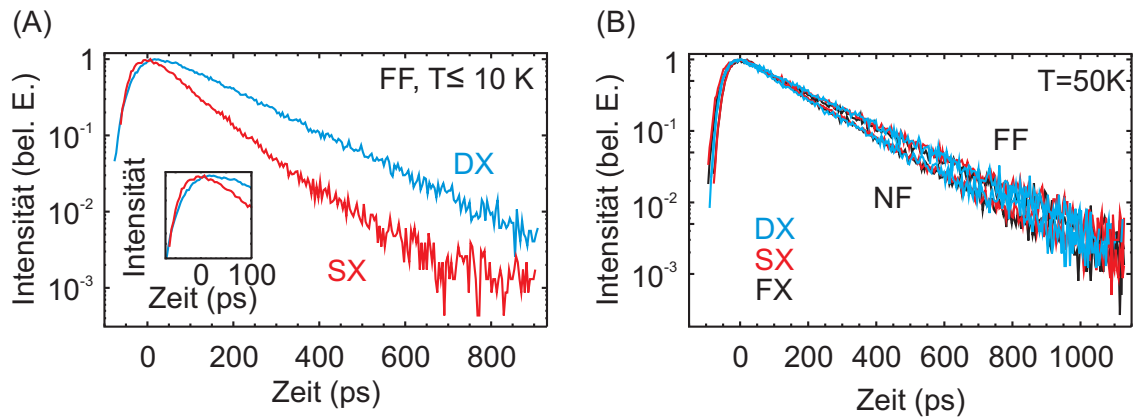 (A)
Intensität (bel. E.)
1
10⁻¹
10⁻²
10⁻³
FF, T≤ 10 K
DX
SX
Intensität
0 100
Zeit (ps)
0 200 400 600 800
Zeit (ps)
(B)
Intensität (bel. E.)
1
10⁻¹
10⁻²
10⁻³
T=50K
FF
NF
DX
SX
FX
0 200 400 600 800 1000
Zeit (ps)